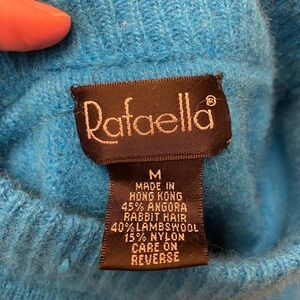 Rafaella®
M
MADE IN
HONG KONG
45% ANGORA
RABBIT HAIR
40% LAMBSWOOL
15% NYLON
CARE ON
REVERSE